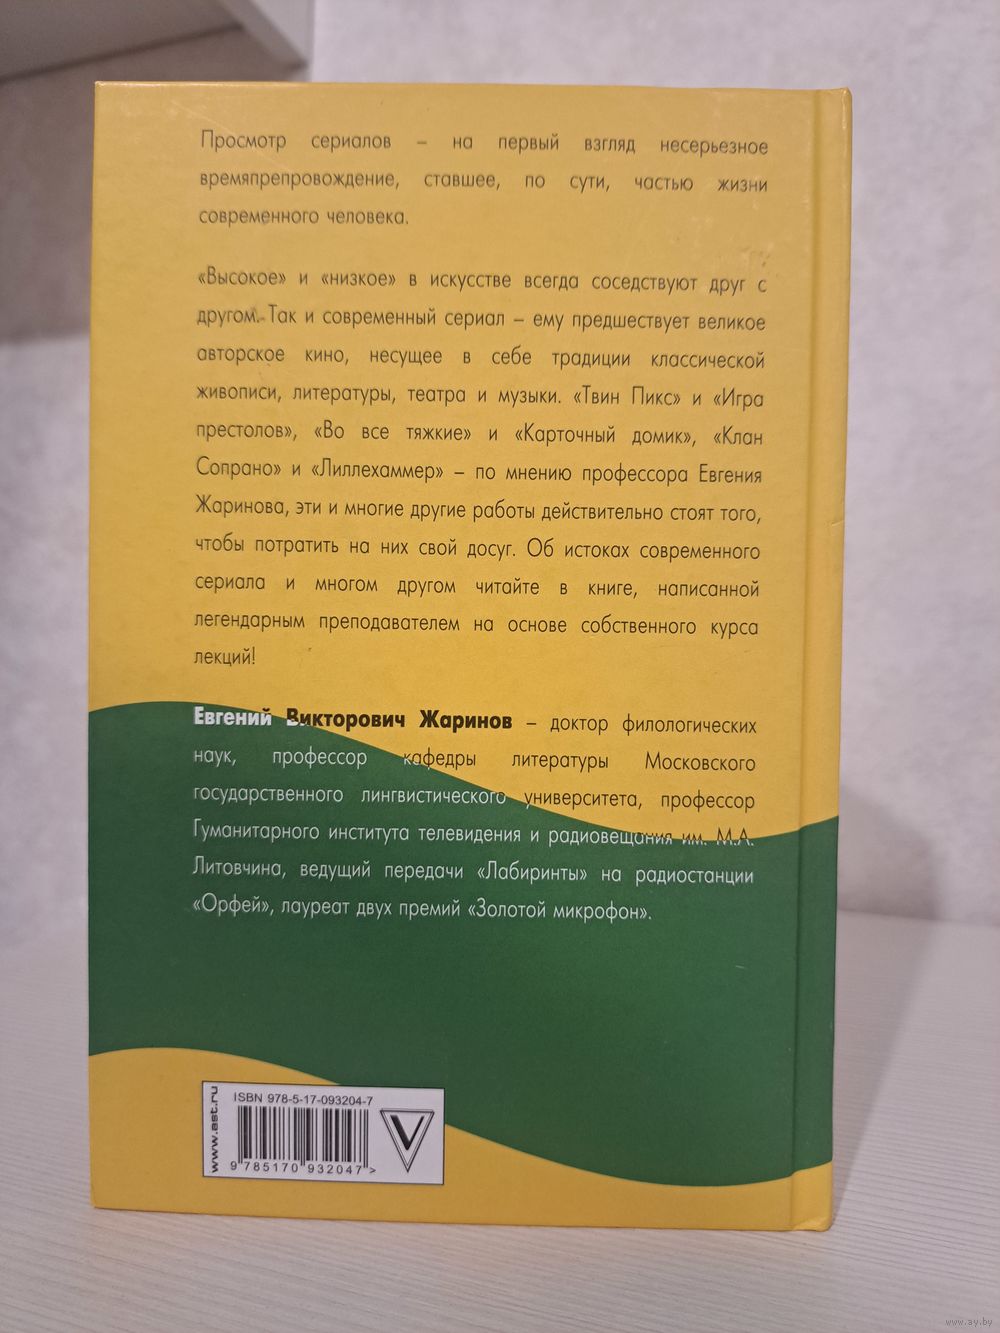 Просмотр сериалов – на первый взгляд несерьезное
времяпрепровождение, ставшее, по сути, частью жизни
современного человека.
«Высокое» и «низкое» в искусстве всегда соседствуют друг с
другом. Так и современный сериал – ему предшествует великое
авторское кино, несущее в себе традиции классической
живописи, литературы, театра и музыки. «Твин Пикс» и «Игра
престолов», «Во все тяжкие» и «Карточный домик», «Клан
Сопрано» и «Лиллехаммер» – по мнению профессора Евгения
Жаринова, эти и многие другие работы действительно стоят того,
чтобы потратить на них свой досуг. Об истоках современного
сериала и многом другом читайте в книге, написанной
легендарным преподавателем на основе собственного курса
лекций!
Евгений Викторович Жаринов – доктор филологических
наук, профессор кафедры литературы Московского
государственного лингвистического университета, профессор
Гуманитарного института телевидения и радиовещания им. М.А.
Литовчина, ведущий передачи «Лабиринты» на радиостанции
«Орфей», лауреат двух премий «Золотой микрофон».
www.ast.ru
ISBN 978-5-17-093204-7
9 785170 932047 >
www.ay.by